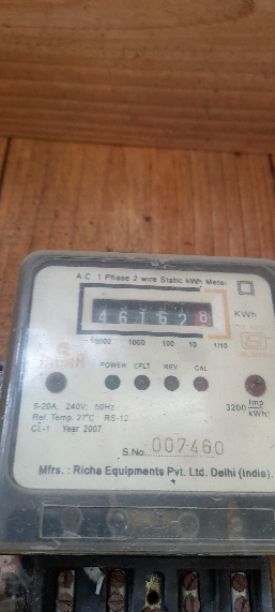 A C 1 Phase 2 wire Static kWh Meter
46162 8
KWh
10000 1000 100 10 1/10
POWER CPLT REV CAL
5-20A; 240V; 50Hz
3200 Imp/kWh
Ref. Temp. 27°C : RS-12
CL-1 Year 2007
S.No. 007460
Mfrs. : Richa Equipments Pvt. Ltd. Delhi (India).